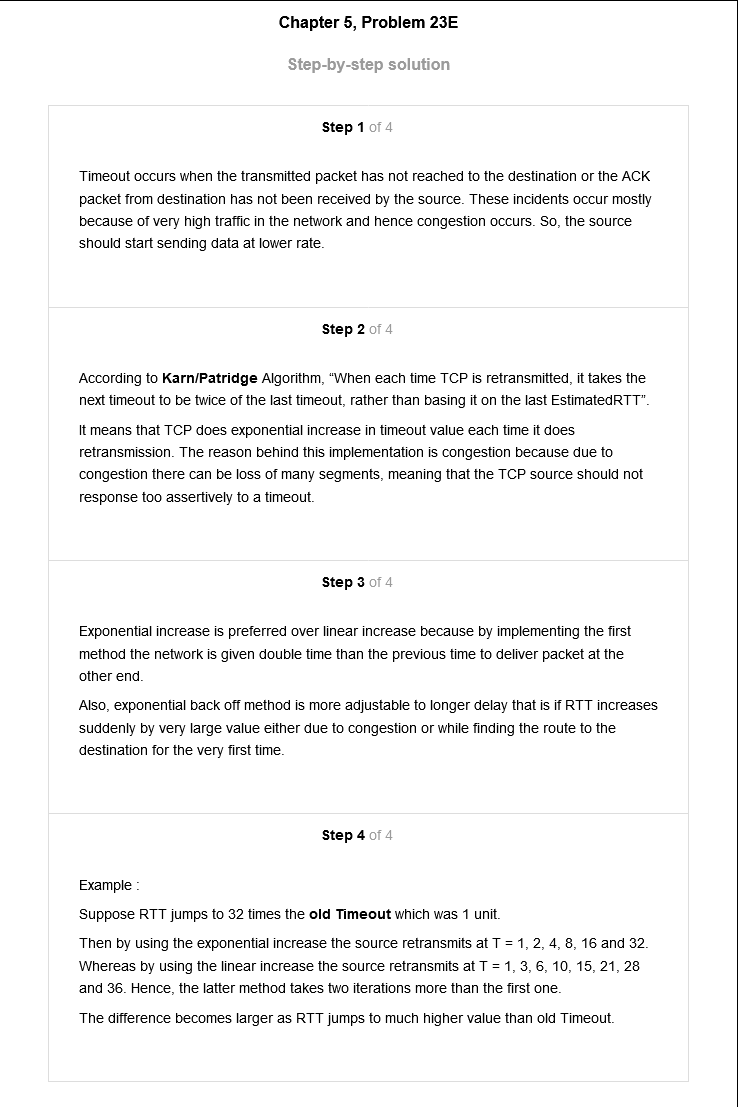 Chapter 5, Problem 23E
Step-by-step solution
Step 1 of 4
Timeout occurs when the transmitted packet has not reached to the destination or the ACK
packet from destination has not been received by the source. These incidents occur mostly
because of very high traffic in the network and hence congestion occurs. So, the source
should start sending data at lower rate.
Step 2 of 4
According to Karn/Patridge Algorithm, “When each time TCP is retransmitted, it takes the
next timeout to be twice of the last timeout, rather than basing it on the last EstimatedRTT”.
It means that TCP does exponential increase in timeout value each time it does
retransmission. The reason behind this implementation is congestion because due to
congestion there can be loss of many segments, meaning that the TCP source should not
response too assertively to a timeout.
Step 3 of 4
Exponential increase is preferred over linear increase because by implementing the first
method the network is given double time than the previous time to deliver packet at the
other end.
Also, exponential back off method is more adjustable to longer delay that is if RTT increases
suddenly by very large value either due to congestion or while finding the route to the
destination for the very first time.
Step 4 of 4
Example :
Suppose RTT jumps to 32 times the old Timeout which was 1 unit.
Then by using the exponential increase the source retransmits at T = 1, 2, 4, 8, 16 and 32.
Whereas by using the linear increase the source retransmits at T = 1, 3, 6, 10, 15, 21, 28
and 36. Hence, the latter method takes two iterations more than the first one.
The difference becomes larger as RTT jumps to much higher value than old Timeout.